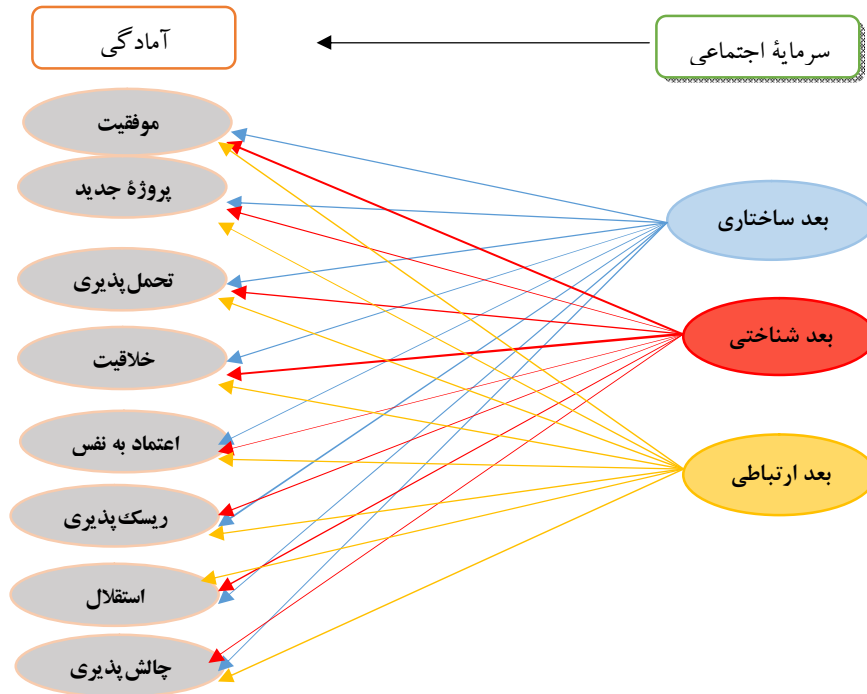 سرمایۀ اجتماعی
آمادگی
بعد ساختاری
بعد شناختی
بعد ارتباطی
موفقیت
پروژۀ جدید
تحمل‌پذیری
خلاقیت
اعتماد به نفس
ریسک‌پذیری
استقلال
چالش‌پذیری